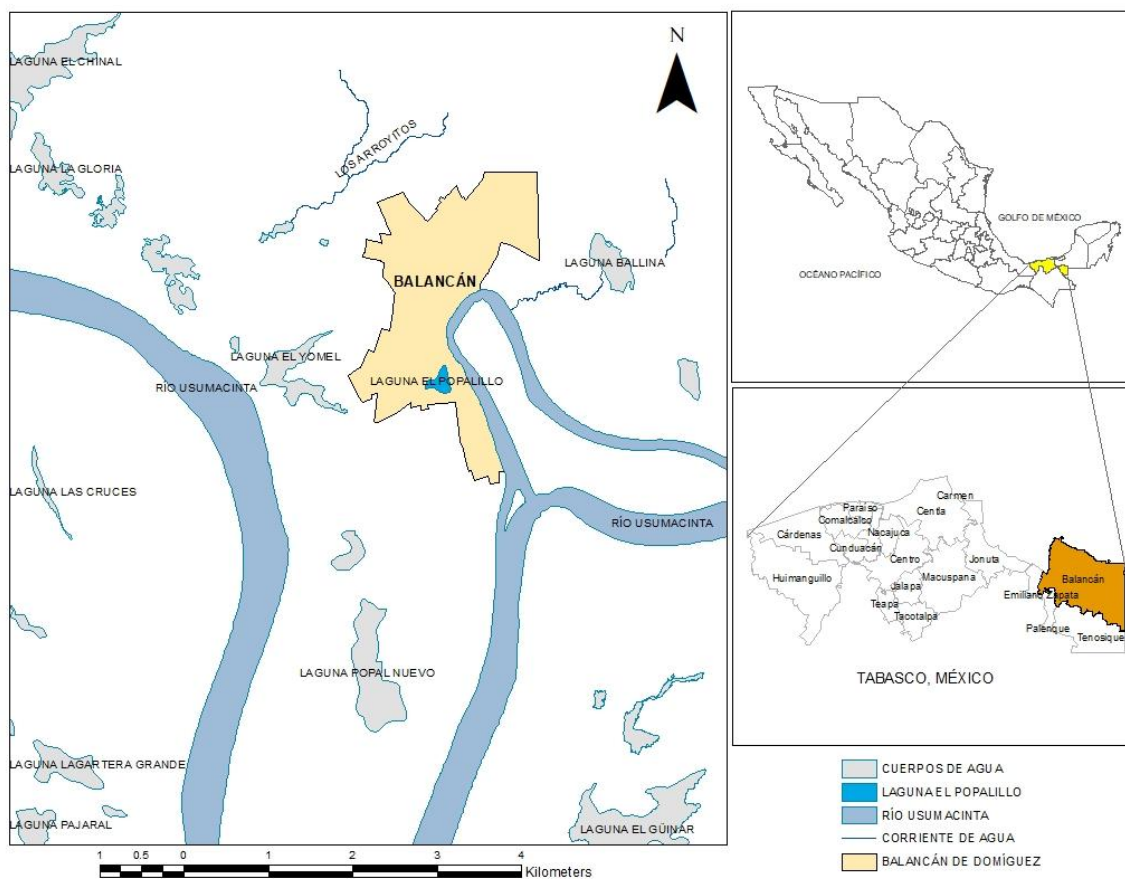 LAGUNA EL CHINAL
LAGUNA LA GLORIA
LOS ARROYITOS
N
BALANCÁN
LAGUNA BALLINA
LAGUNA EL YOMEL
RÍO USUMACINTA
LAGUNA EL POPALILLO
LAGUNA LAS CRUCES
RÍO USUMACINTA
LAGUNA POPAL NUEVO
LAGUNA LAGARTERA GRANDE
LAGUNA PAJARAL
LAGUNA EL GÜINAR
1 0.5 0 1 2 3 4
Kilometers
GOLFO DE MÉXICO
OCÉANO PACÍFICO
Carmen
Paraíso
Centla
Comalcalco
Cárdenas
Nacajuca
Cunduacán
Centro
Jonuta
Huimanguillo
Jalapa
Macuspana
Balancán
Emiliano Zapata
Teapa
Tacotalpa
Palenque
Tenosique
TABASCO, MÉXICO
CUERPOS DE AGUA
LAGUNA EL POPALILLO
RÍO USUMACINTA
CORRIENTE DE AGUA
BALANCÁN DE DOMÍGUEZ